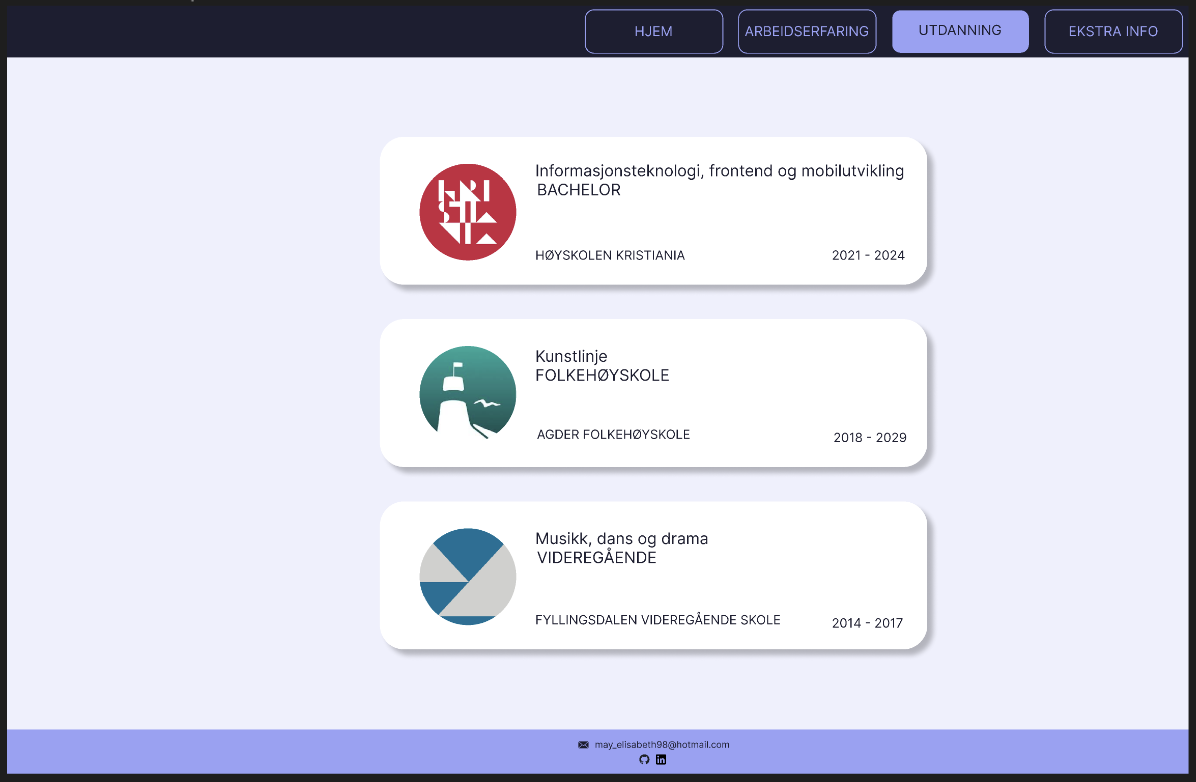 HJEM
ARBEIDSERFARING
UTDANNING
EKSTRA INFO
Informasjonsteknologi, frontend og mobilutvikling
BACHELOR
HØYSKOLEN KRISTIANIA
2021 - 2024
Kunstlinje
FOLKEHØYSKOLE
AGDER FOLKEHØYSKOLE
2018 - 2029
Musikk, dans og drama
VIDEREGÅENDE
FYLLINGSDALEN VIDEREGÅENDE SKOLE
2014 - 2017
may_elisabeth98@hotmail.com
in